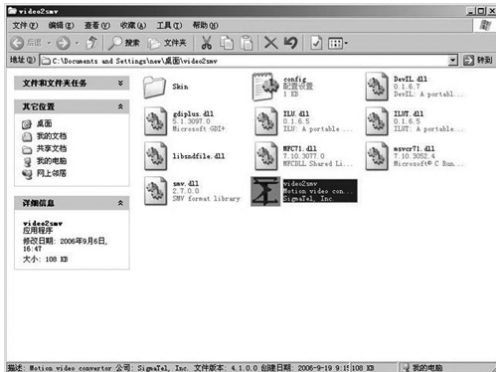 video2smv
文件(F) 编辑(E) 查看(V) 收藏(A) 工具(T) 帮助(H)
后退 搜索 文件夹
地址(D) C:\Documents and Settings\new\桌面\video2smv 转到
文件和文件夹任务
其它位置
桌面
我的文档
共享文档
我的电脑
网上邻居
详细信息
video2smv
应用程序
修改日期: 2006年9月6日,
16:47
大小: 108 KB
Skin
config
配置设置
1 KB
DevIL.dll
0.1.6.7
DevIL: A portabl...
gdiplus.dll
5.1.3097.0
Microsoft GDI+
ILU.dll
0.1.6.5
ILU: A portable ...
ILUT.dll
0.1.6.5
ILUT: A portable ...
libsndfile.dll
MFC71.dll
7.10.3077.0
MFCDLL Shared Li...
msvcr71.dll
7.10.3052.4
Microsoft® C Run...
smv.dll
2.7.0.0
SMV format library
video2smv
Motion video con...
SigmaTel, Inc.
描述: Motion video convertor 公司: SigmaTel, Inc. 文件版本: 4.1.0.0 创建日期: 2006-9-19 9:15 108 KB 我的电脑